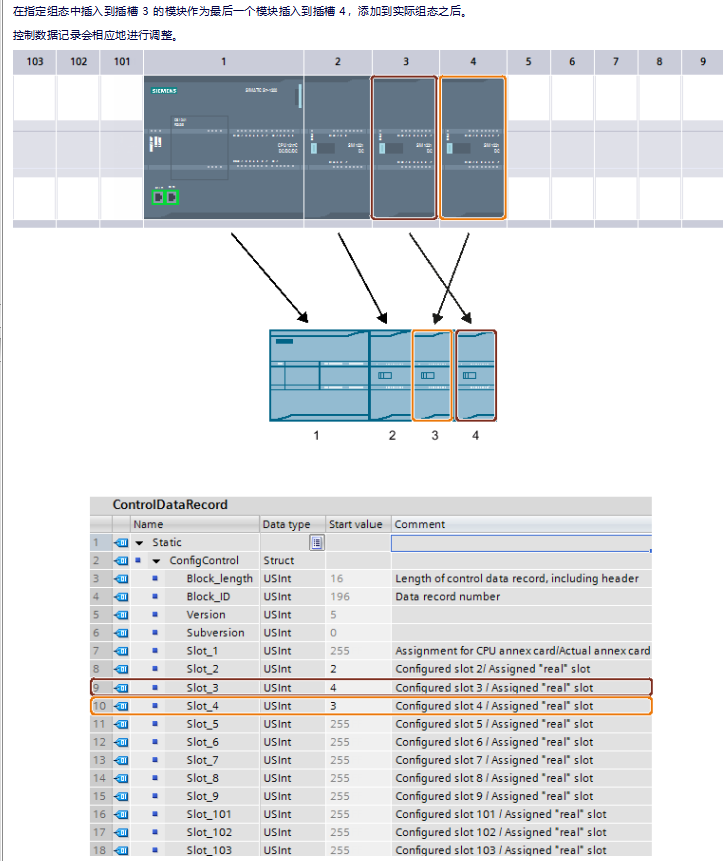 在指定组态中插入到插槽 3 的模块作为最后一个模块插入到插槽 4，添加到实际组态之后。
控制数据记录会相应地进行调整。
103 102 101 1 2 3 4 5 6 7 8 9
SIEMENS SIMATIC S7-1200
1 2 3 4
ControlDataRecord
Name Data type Start value Comment
1 Static
2 ConfigControl Struct
3 Block_length USInt 16 Length of control data record, including header
4 Block_ID USInt 196 Data record number
5 Version USInt 5
6 Subversion USInt 0
7 Slot_1 USInt 255 Assignment for CPU annex card/Actual annex card
8 Slot_2 USInt 2 Configured slot 2/ Assigned "real" slot
9 Slot_3 USInt 4 Configured slot 3 / Assigned "real" slot
10 Slot_4 USInt 3 Configured slot 4 / Assigned "real" slot
11 Slot_5 USInt 255 Configured slot 5 / Assigned "real" slot
12 Slot_6 USInt 255 Configured slot 6 / Assigned "real" slot
13 Slot_7 USInt 255 Configured slot 7 / Assigned "real" slot
14 Slot_8 USInt 255 Configured slot 8 / Assigned "real" slot
15 Slot_9 USInt 255 Configured slot 9 / Assigned "real" slot
16 Slot_101 USInt 255 Configured slot 101 / Assigned "real" slot
17 Slot_102 USInt 255 Configured slot 102 / Assigned "real" slot
18 Slot_103 USInt 255 Configured slot 103 / Assigned "real" slot